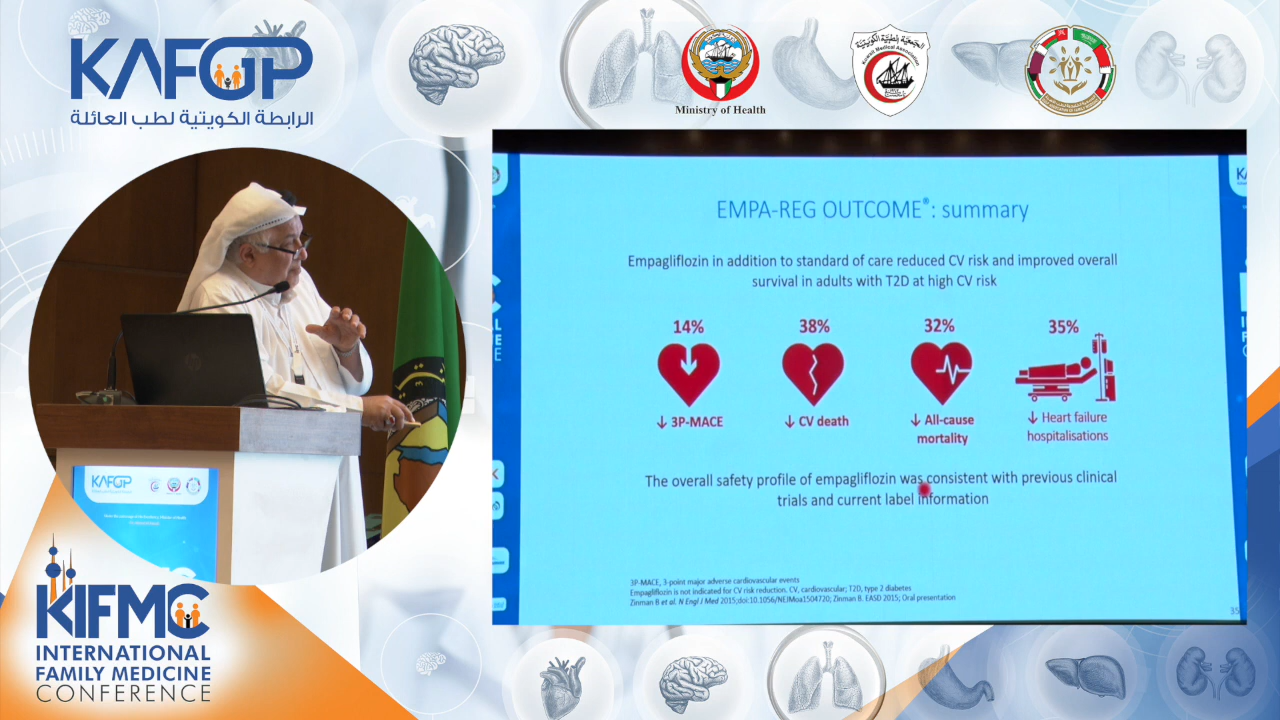 KAFGP
الرابطة الكويتية لطب العائلة
Ministry of Health
EMPA-REG OUTCOME®: summary
Empagliflozin in addition to standard of care reduced CV risk and improved overall
survival in adults with T2D at high CV risk
14%
38%
32%
35%
↓ 3P-MACE
↓ CV death
↓ All-cause
mortality
↓ Heart failure
hospitalisations
The overall safety profile of empagliflozin was consistent with previous clinical
trials and current label information
3P-MACE, 3-point major adverse cardiovascular events
Empagliflozin is not indicated for CV risk reduction. CV, cardiovascular; T2D, type 2 diabetes
Zinman B et al. N Engl J Med 2015;doi:10.1056/NEJMoa1504720; Zinman B. EASD 2015; Oral presentation
35
KAFGP
KIFMC
INTERNATIONAL
FAMILY MEDICINE
CONFERENCE